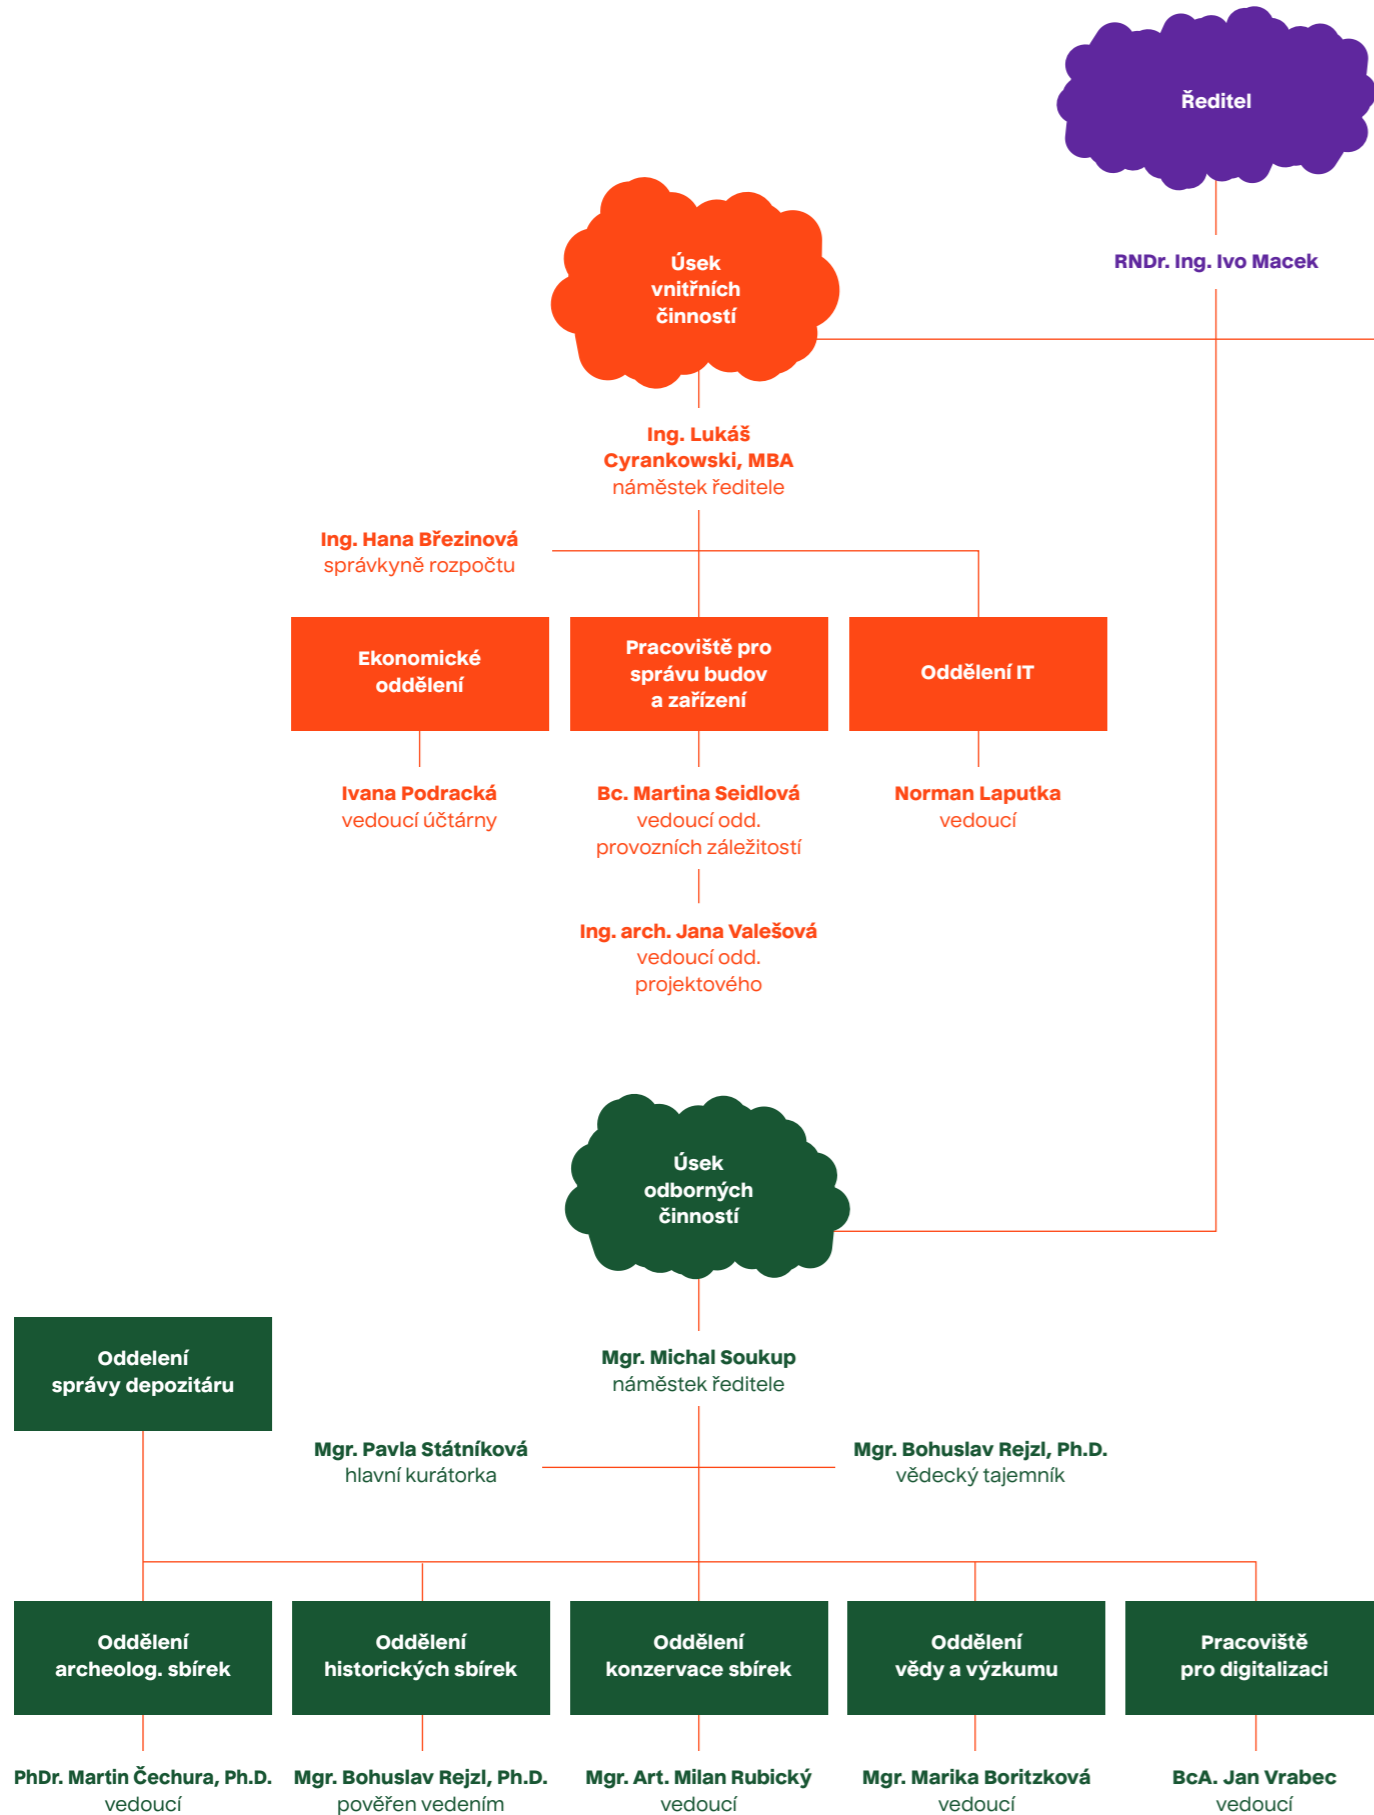 Ředitel
RNDr. Ing. Ivo Macek
Úsek
vnitřních
činností
Ing. Lukáš
Cyrankowski, MBA
náměstek ředitele
Ing. Hana Březinová
správkyně rozpočtu
Ekonomické
oddělení
Pracoviště pro
správu budov
a zařízení
Oddělení IT
Ivana Podracká
vedoucí účtárny
Bc. Martina Seidlová
vedoucí odd.
provozních záležitostí
Norman Laputka
vedoucí
Ing. arch. Jana Valešová
vedoucí odd.
projektového
Úsek
odborných
činností
Oddelení
správy depozitáru
Mgr. Michal Soukup
náměstek ředitele
Mgr. Pavla Státníková
hlavní kurátorka
Mgr. Bohuslav Rejzl, Ph.D.
vědecký tajemník
Oddělení
archeolog. sbírek
Oddělení
historických sbírek
Oddělení
konzervace sbírek
Oddělení
vědy a výzkumu
Pracoviště
pro digitalizaci
PhDr. Martin Čechura, Ph.D.
vedoucí
Mgr. Bohuslav Rejzl, Ph.D.
pověřen vedením
Mgr. Art. Milan Rubický
vedoucí
Mgr. Marika Boritzková
vedoucí
BcA. Jan Vrabec
vedoucí